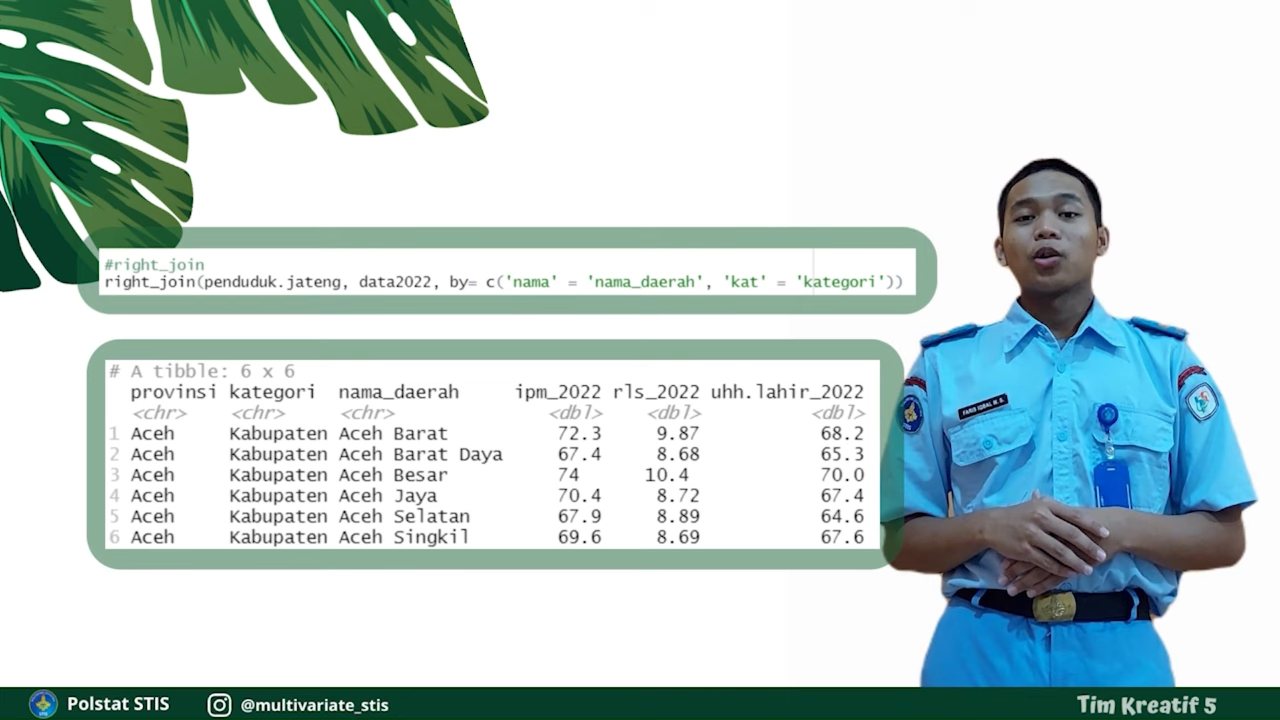 #right_join
right_join(penduduk.jateng, data2022, by= c('nama' = 'nama_daerah', 'kat' = 'kategori'))
# A tibble: 6 x 6
provinsi kategori nama_daerah ipm_2022 rls_2022 uhh.lahir_2022
<chr> <chr> <chr> <dbl> <dbl> <dbl>
1 Aceh Kabupaten Aceh Barat 72.3 9.87 68.2
2 Aceh Kabupaten Aceh Barat Daya 67.4 8.68 65.3
3 Aceh Kabupaten Aceh Besar 74 10.4 70.0
4 Aceh Kabupaten Aceh Jaya 70.4 8.72 67.4
5 Aceh Kabupaten Aceh Selatan 67.9 8.89 64.6
6 Aceh Kabupaten Aceh Singkil 69.6 8.69 67.6
FARIS IQBAL M. S.
Polstat STIS
@multivariate_stis
Tim Kreatif 5